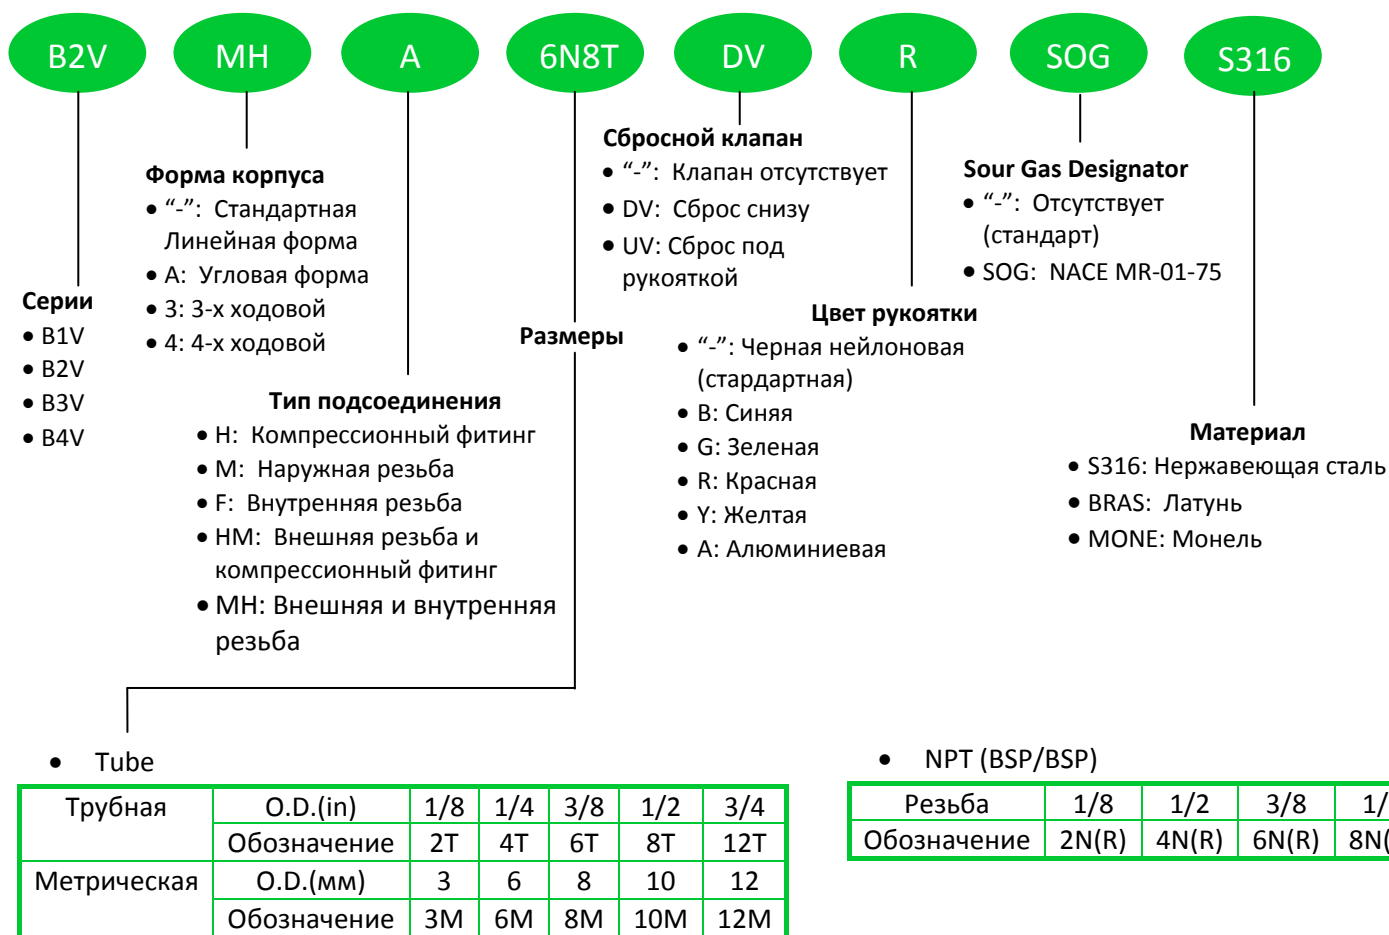 B2V MH A 6N8T DV R SOG S316
Сбросной клапан
• “-”: Клапан отсутствует
• DV: Сброс снизу
• UV: Сброс под
рукояткой
Sour Gas Designator
• “-”: Отсутствует
(стандарт)
• SOG: NACE MR-01-75
Форма корпуса
• “-”: Стандартная
Линейная форма
• A: Угловая форма
• 3: 3-х ходовой
• 4: 4-х ходовой
Серии
• B1V
• B2V
• B3V
• B4V
Размеры
Цвет рукоятки
• “-”: Черная нейлоновая
(стардартная)
• B: Синяя
• G: Зеленая
• R: Красная
• Y: Желтая
• A: Алюминиевая
Тип подсоединения
• H: Компрессионный фитинг
• M: Наружная резьба
• F: Внутренняя резьба
• HM: Внешняя резьба и
компрессионный фитинг
• MH: Внешняя и внутренняя
резьба
Материал
• S316: Нержавеющая сталь
• BRAS: Латунь
• MONE: Монель
• Tube
Трубная O.D.(in) 1/8 1/4 3/8 1/2 3/4
Обозначение 2T 4T 6T 8T 12T
Метрическая O.D.(мм) 3 6 8 10 12
Обозначение 3M 6M 8M 10M 12M
• NPT (BSP/BSP)
Резьба 1/8 1/2 3/8 1/
Обозначение 2N(R) 4N(R) 6N(R) 8N(